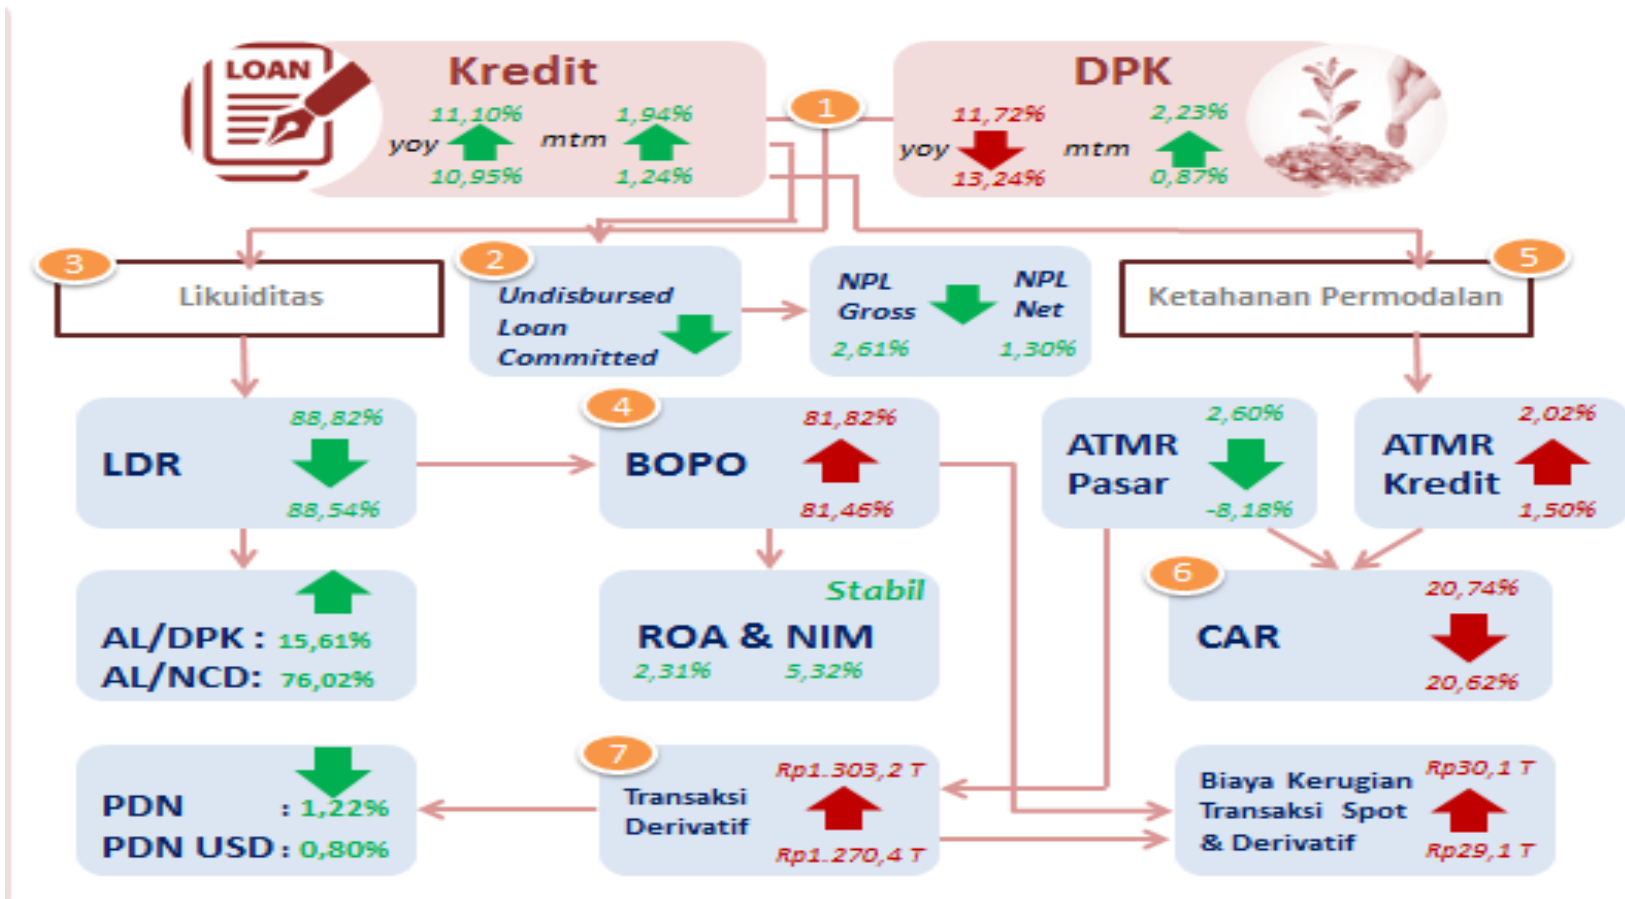 LOAN
Kredit
11,10%
1,94%
yoy
mtm
10,95%
1,24%
1
DPK
11,72%
2,23%
yoy
mtm
13,24%
0,87%
3
Likuiditas
2
Undisbursed
Loan
Committed
NPL
Gross
NPL
Net
2,61%
1,30%
5
Ketahanan Permodalan
88,82%
LDR
88,54%
4
81,82%
BOPO
81,46%
2,60%
ATMR
Pasar
-8,18%
2,02%
ATMR
Kredit
1,50%
AL/DPK : 15,61%
AL/NCD: 76,02%
Stabil
ROA & NIM
2,31%
5,32%
6
20,74%
CAR
20,62%
PDN : 1,22%
PDN USD : 0,80%
7
Rp1.303,2 T
Transaksi
Derivatif
Rp1.270,4 T
Rp30,1 T
Biaya Kerugian
Transaksi Spot
& Derivatif
Rp29,1 T